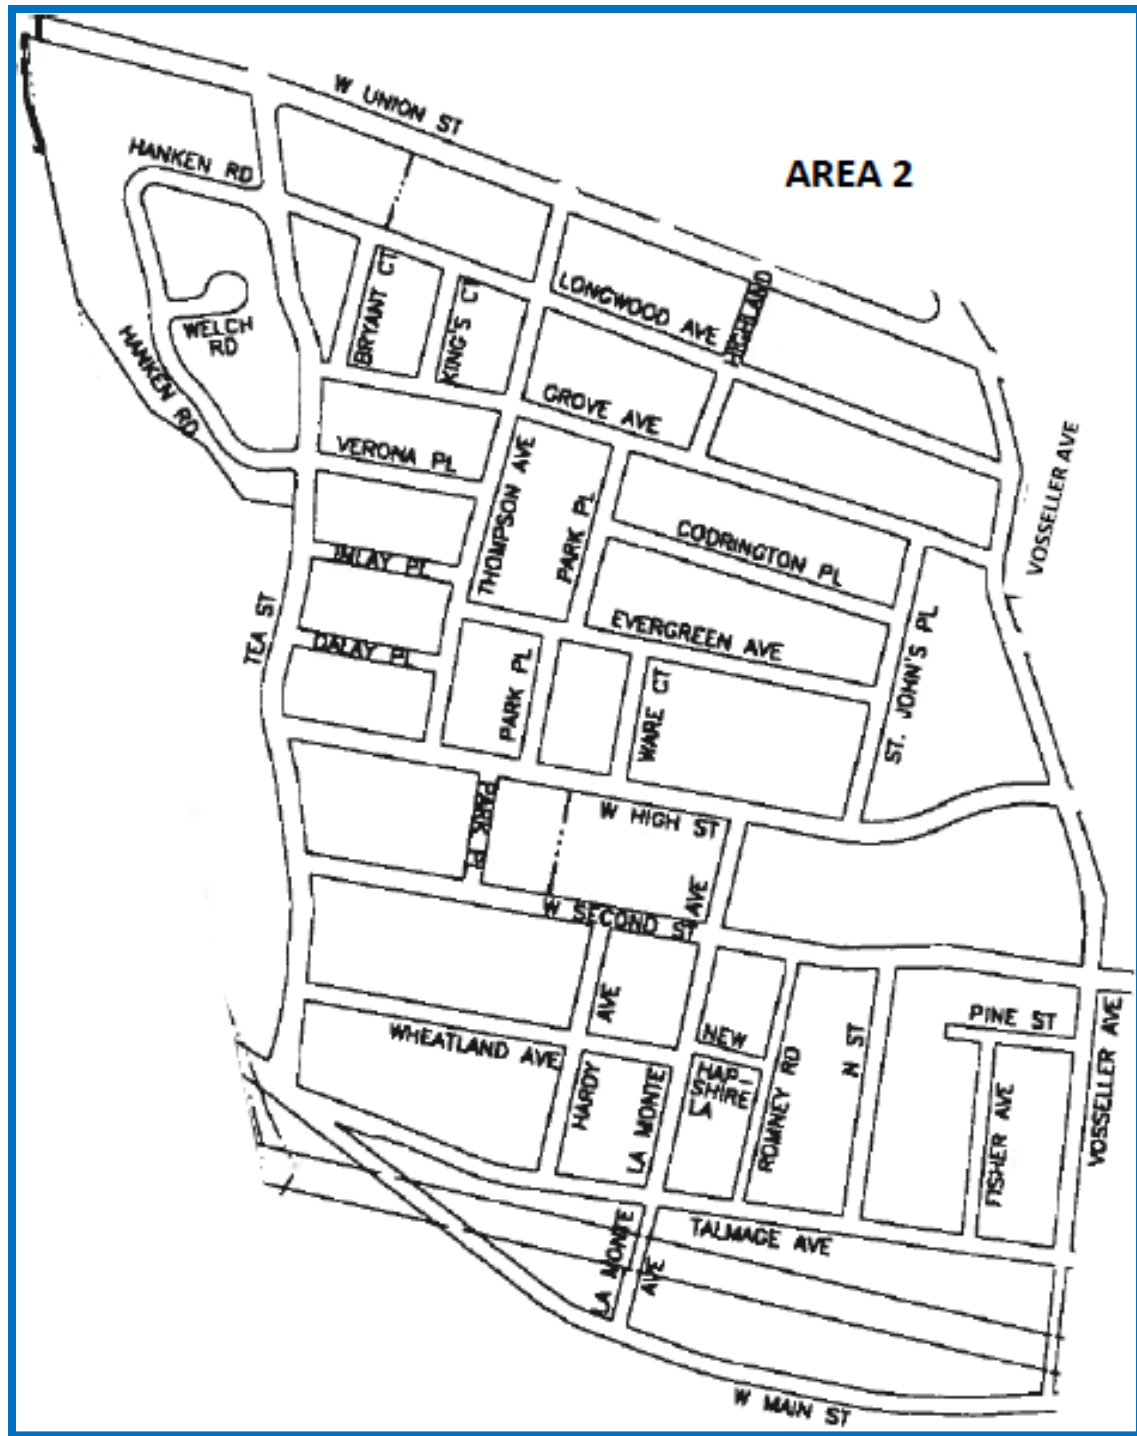 W UNION ST
HANKEN RD
AREA 2
LONGWOOD AVE
HIGHLAND
BRYANT CT
KING'S CT
WELCH
RD
HANKEN RD
GROVE AVE
VERONA PL
THOMPSON AVE
PARK PL
CODRINGTON PL
VOSSELLER AVE
IMLAY PL
TEA ST
DALAY PL
EVERGREEN AVE
PARK PL
WARE CT
ST. JOHN'S PL
PARK PL
W HIGH ST
AVE
W SECOND ST
AVE
PINE ST
WHEATLAND AVE
NEW
HAP_
SHIRE
LA
HARDY
LA MONTE
ROMNEY RD
N ST
FISHER AVE
VOSSELLER AVE
LA MONTE
AVE
TALMAGE AVE
W MAIN ST